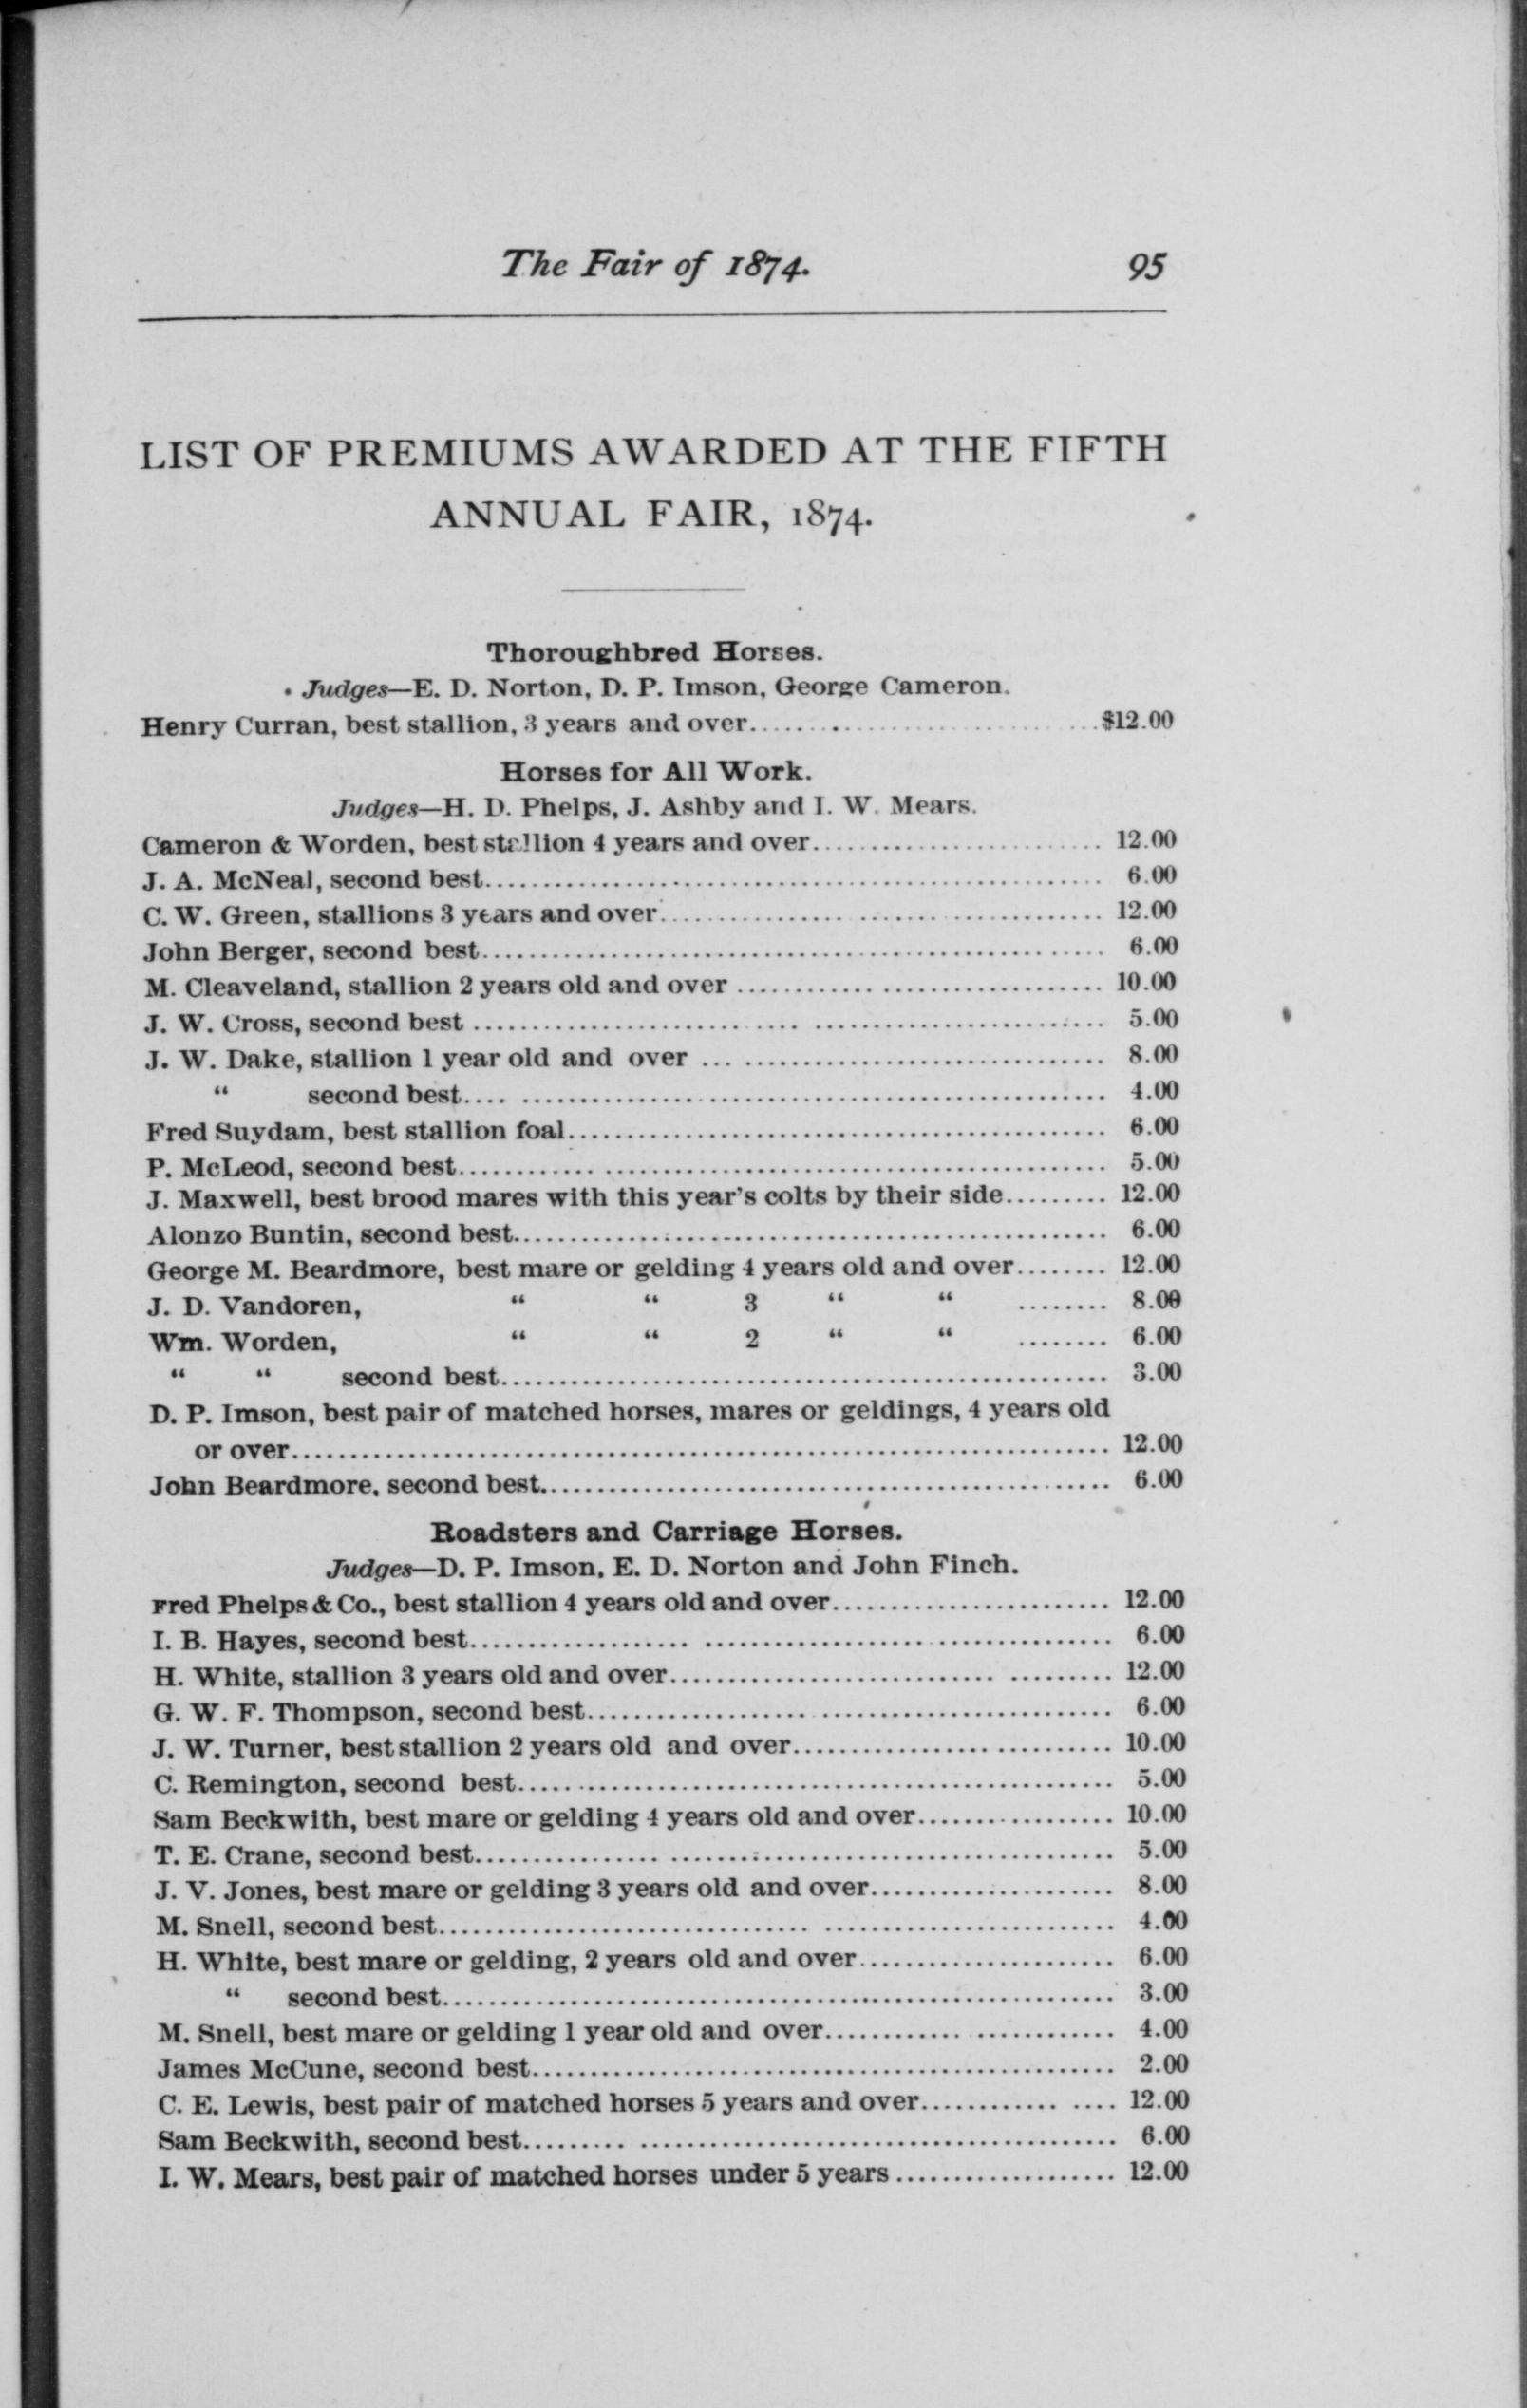 The Fair of 1874. 95
LIST OF PREMIUMS AWARDED AT THE FIFTH
ANNUAL FAIR, 1874.
Thoroughbred Horses.
Judges—E. D. Norton, D. P. Imson, George Cameron.
Henry Curran, best stallion, 3 years and over........................................$12.00
Horses for All Work.
Judges—H. D. Phelps, J. Ashby and I. W. Mears.
Cameron & Worden, best stallion 4 years and over.............................. 12.00
J. A. McNeal, second best................................................................ 6.00
C. W. Green, stallions 3 years and over.............................................. 12.00
John Berger, second best................................................................ 6.00
M. Cleaveland, stallion 2 years old and over ...................................... 10.00
J. W. Cross, second best ................................................................ 5.00
J. W. Dake, stallion 1 year old and over .......................................... 8.00
“ second best................................................................ 4.00
Fred Suydam, best stallion foal........................................................ 6.00
P. McLeod, second best.................................................................. 5.00
J. Maxwell, best brood mares with this year's colts by their side.......... 12.00
Alonzo Buntin, second best.............................................................. 6.00
George M. Beardmore, best mare or gelding 4 years old and over......... 12.00
J. D. Vandoren, “ “ 3 “ “ ......... 8.00
Wm. Worden, “ “ 2 “ “ ......... 6.00
“ “ second best.............................................................. 3.00
D. P. Imson, best pair of matched horses, mares or geldings, 4 years old
or over.................................................................................... 12.00
John Beardmore, second best.......................................................... 6.00
Roadsters and Carriage Horses.
Judges—D. P. Imson, E. D. Norton and John Finch.
Fred Phelps & Co., best stallion 4 years old and over............................ 12.00
I. B. Hayes, second best.................................................................. 6.00
H. White, stallion 3 years old and over.............................................. 12.00
G. W. F. Thompson, second best...................................................... 6.00
J. W. Turner, best stallion 2 years old and over................................ 10.00
C. Remington, second best.............................................................. 5.00
Sam Beckwith, best mare or gelding 4 years old and over.................... 10.00
T. E. Crane, second best.................................................................. 5.00
J. V. Jones, best mare or gelding 3 years old and over........................ 8.00
M. Snell, second best...................................................................... 4.00
H. White, best mare or gelding, 2 years old and over.......................... 6.00
“ second best...................................................................... 3.00
M. Snell, best mare or gelding 1 year old and over.............................. 4.00
James McCune, second best............................................................ 2.00
C. E. Lewis, best pair of matched horses 5 years and over.................... 12.00
Sam Beckwith, second best.............................................................. 6.00
I. W. Mears, best pair of matched horses under 5 years....................... 12.00